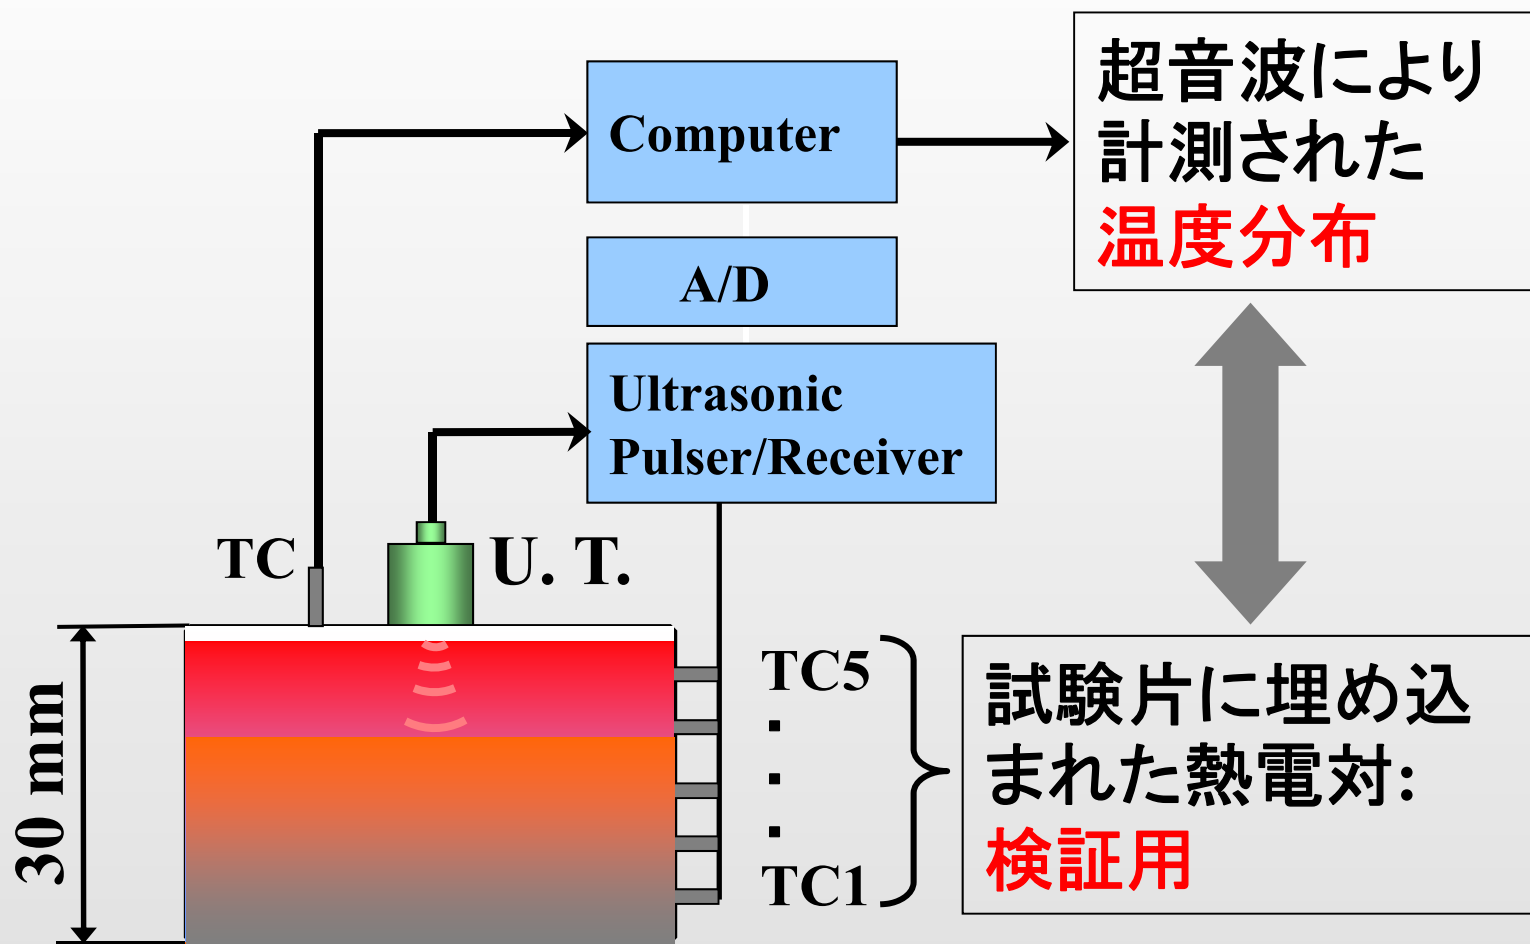 Computer
超音波により
計測された
温度分布
A/D
Ultrasonic
Pulser/Receiver
TC
U. T.
30 mm
TC5
TC1
試験片に埋め込
まれた熱電対:
検証用